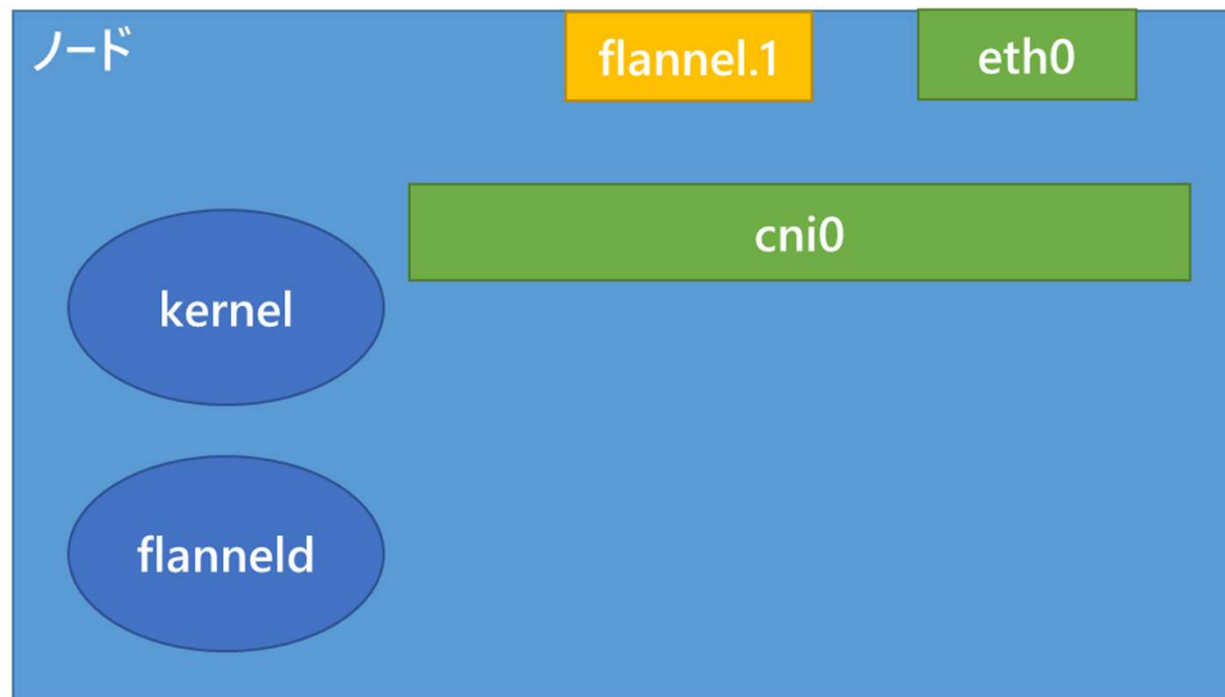 ノード
flannel.1
eth0
cni0
kernel
flanneld